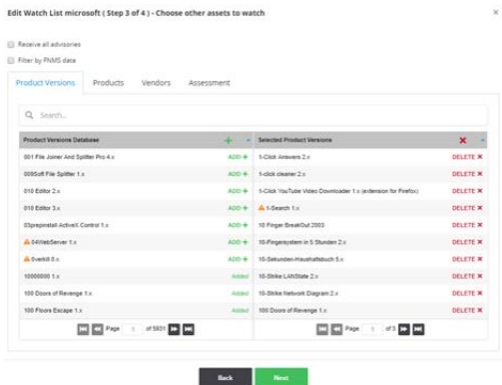 Edit Watch List microsoft ( Step 3 of 4 ) - Choose other assets to watch ×
Receive all advisories
Filter by FNMS data
Product Versions Products Vendors Assessment
Search...
Product Versions Database + Selected Product Versions ×
001 File Joiner And Splitter Pro 4.x ADD + 1-Click Answers 2.x DELETE ×
009Soft File Splitter 1.x ADD + 1-click cleaner 2.x DELETE ×
010 Editor 2.x ADD + 1-Click YouTube Video Downloader 1.x (extension for Firefox) DELETE ×
010 Editor 3.x ADD + 1-Search 1.x DELETE ×
03prepinstall ActiveX Control 1.x ADD + 10 Finger BreakOut 2003 DELETE ×
04WebServer 1.x ADD + 10-Fingersystem in 5 Stunden 2.x DELETE ×
0verkill 0.x ADD + 10-Sekunden-Haushaltsbuch 5.x DELETE ×
10000000 1.x Added 10-Strike LANState 2.x DELETE ×
100 Doors of Revenge 1.x Added 10-Strike Network Diagram 2.x DELETE ×
100 Floors Escape 1.x Added 100 Doors of Revenge 1.x DELETE ×
Page 1 of 5931 Page 1 of 3
Back Next